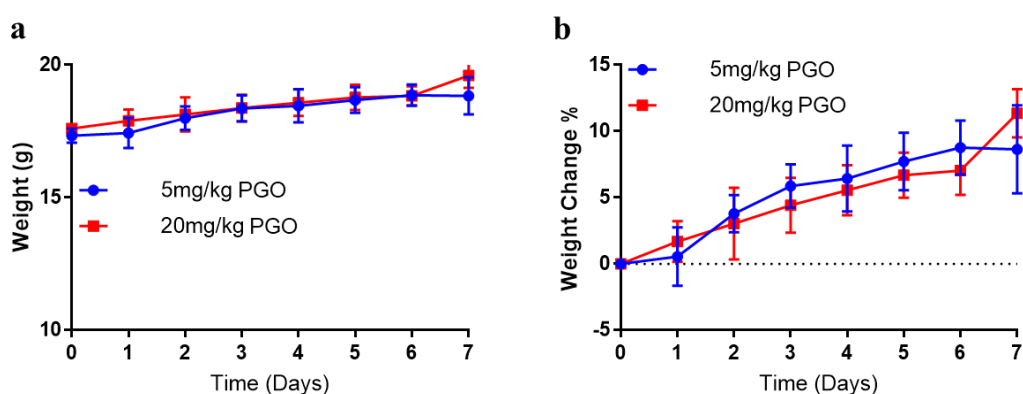 a
20
15
10
Weight (g)
5mg/kg PGO
20mg/kg PGO
0 1 2 3 4 5 6 7
Time (Days)
b
15
10
5
0
-5
Weight Change %
5mg/kg PGO
20mg/kg PGO
0 1 2 3 4 5 6 7
Time (Days)